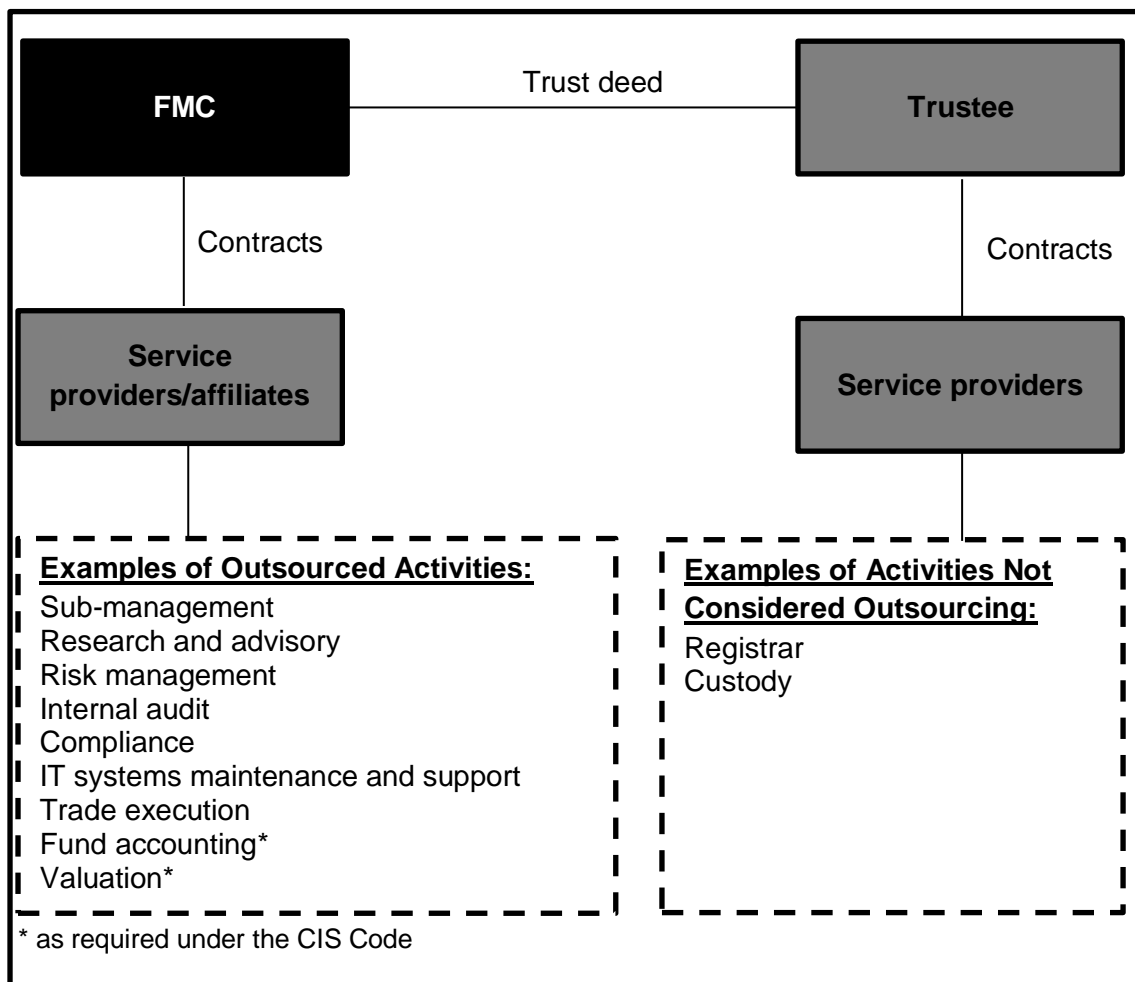 FMC
Trust deed
Trustee
Contracts
Contracts
Service
providers/affiliates
Service providers
Examples of Outsourced Activities:
Sub-management
Research and advisory
Risk management
Internal audit
Compliance
IT systems maintenance and support
Trade execution
Fund accounting*
Valuation*
Examples of Activities Not
Considered Outsourcing:
Registrar
Custody
* as required under the CIS Code